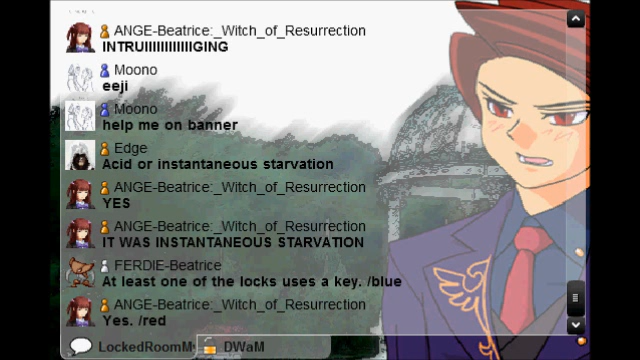 ANGE-Beatrice:_Witch_of_Resurrection
INTRUIIIIIIIIIIIIGING
Moono
eeji
Moono
help me on banner
Edge
Acid or instantaneous starvation
ANGE-Beatrice:_Witch_of_Resurrection
YES
ANGE-Beatrice:_Witch_of_Resurrection
IT WAS INSTANTANEOUS STARVATION
FERDIE-Beatrice
At least one of the locks uses a key. /blue
ANGE-Beatrice:_Witch_of_Resurrection
Yes. /red
LockedRoomM DWaM